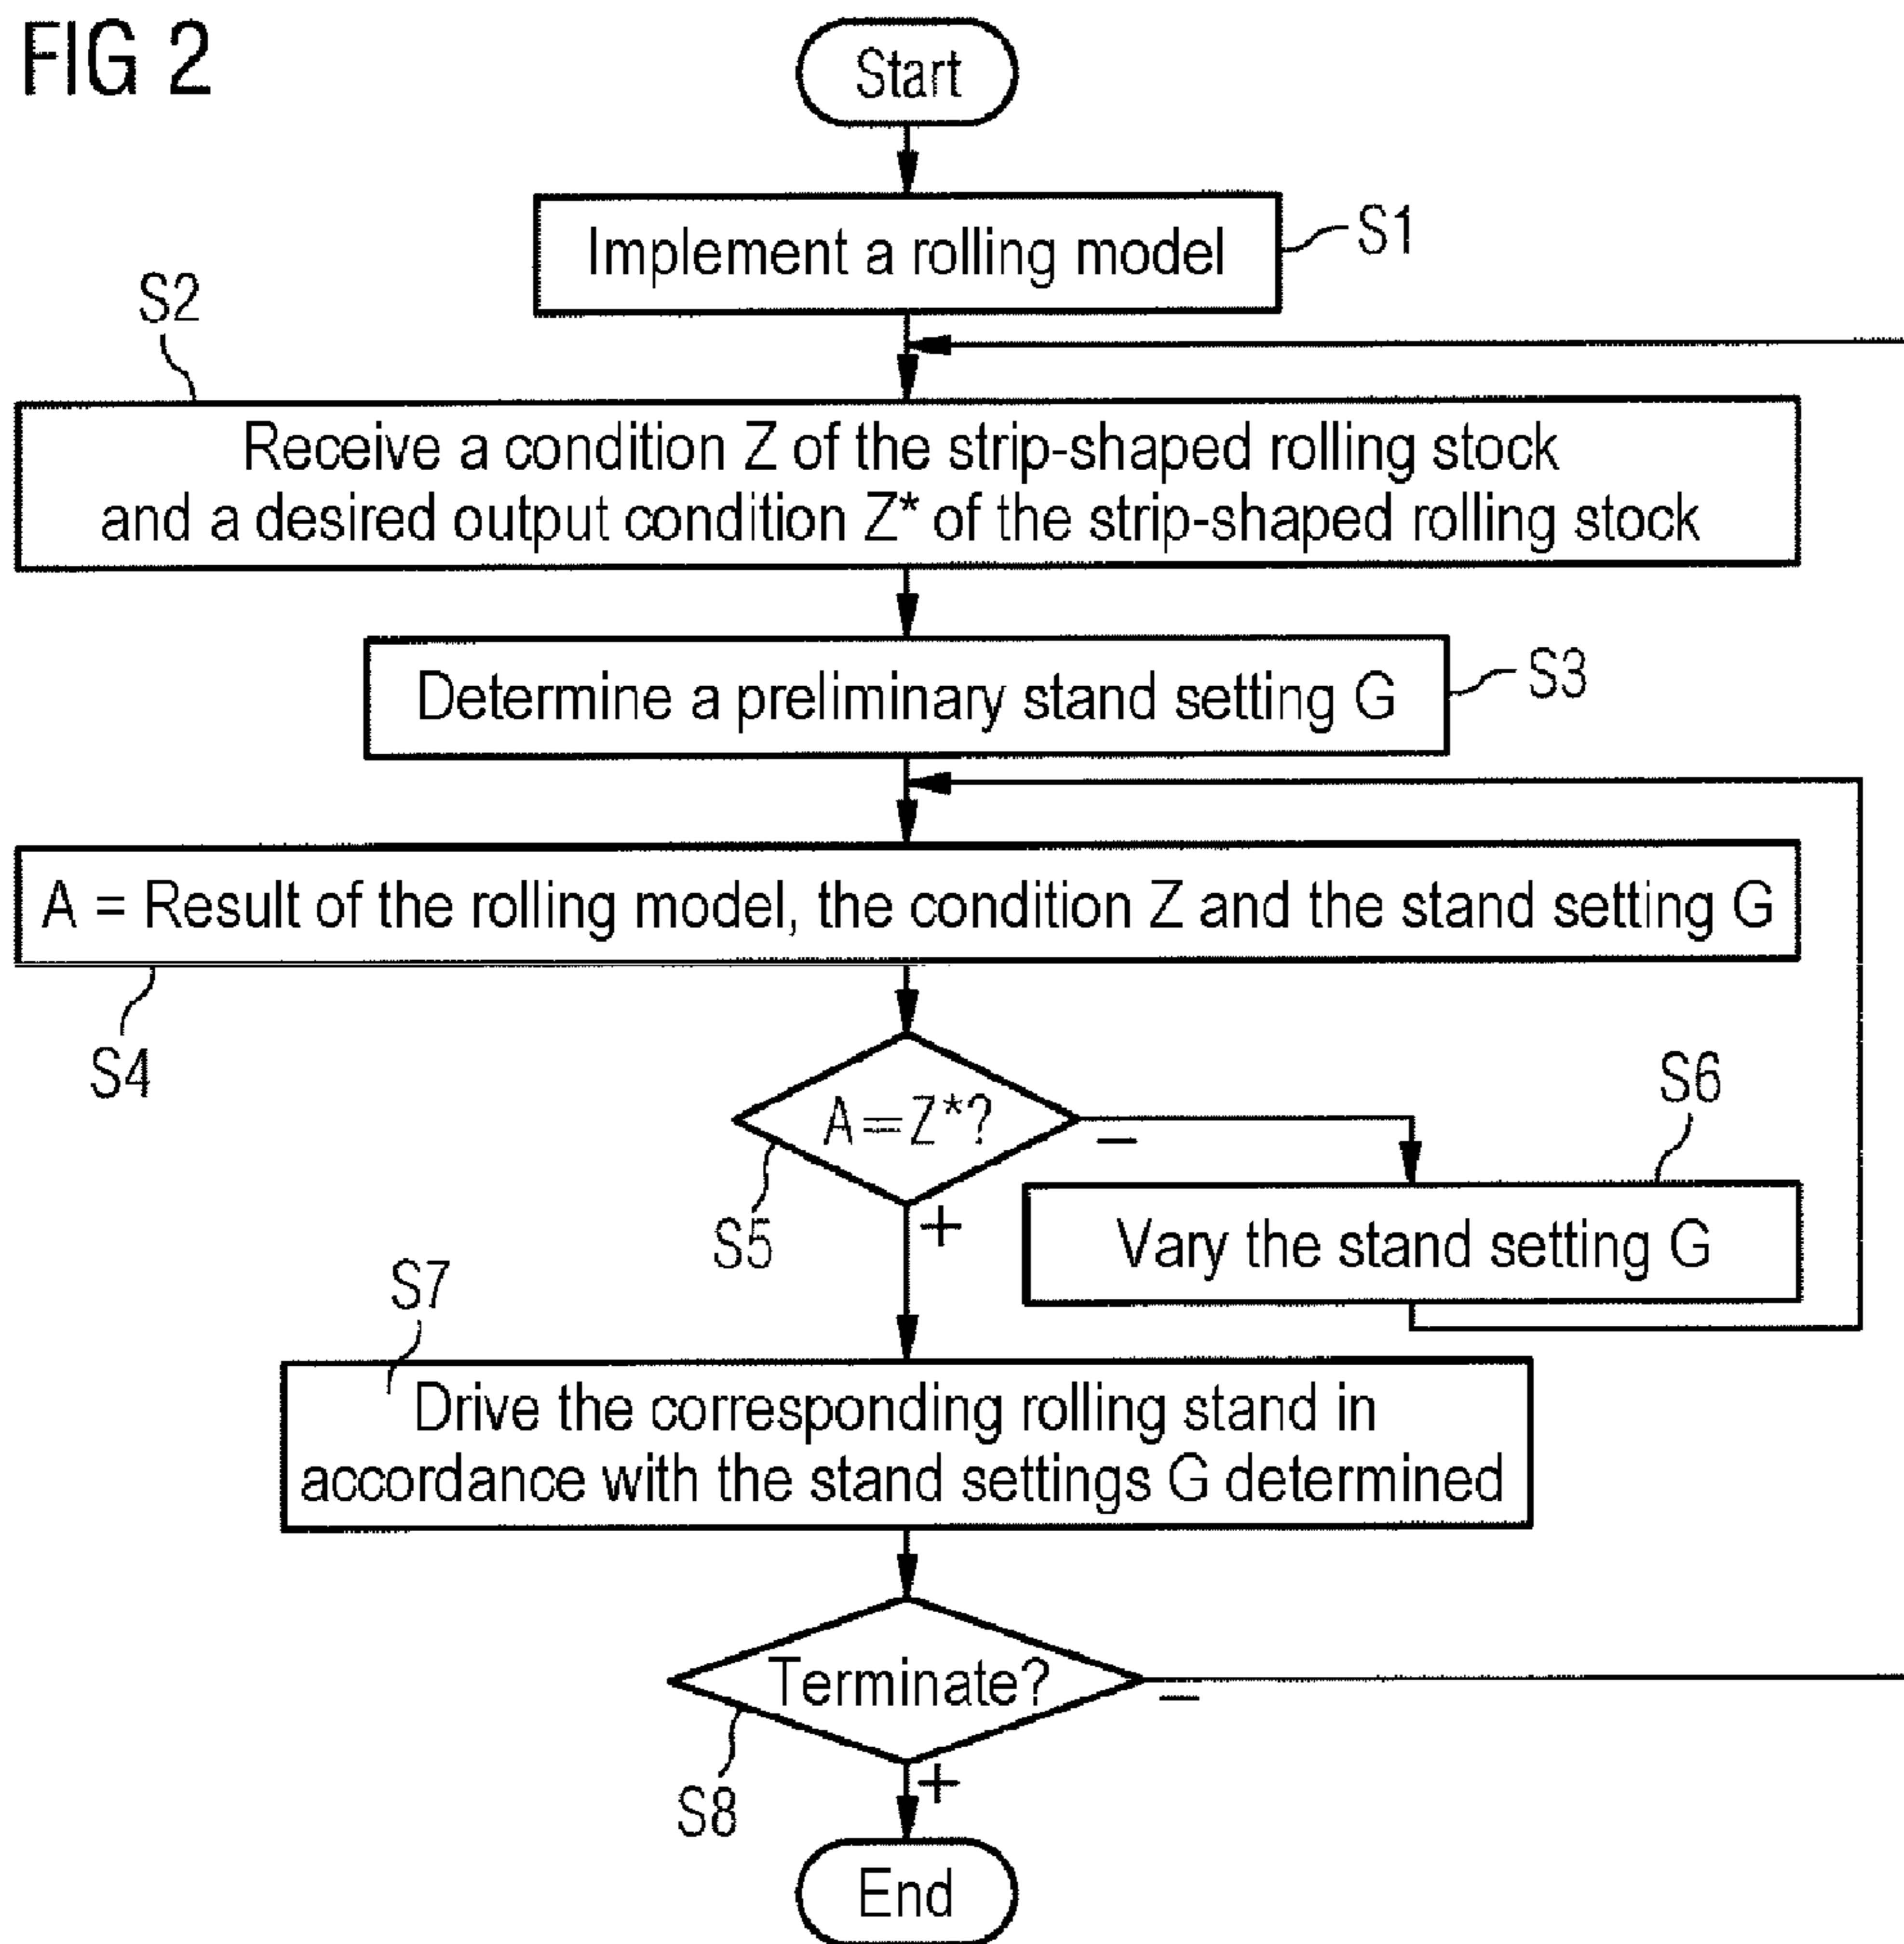 FIG 2
Start
Implement a rolling model
S1
S2
Receive a condition Z of the strip-shaped rolling stock
and a desired output condition Z* of the strip-shaped rolling stock
Determine a preliminary stand setting G
S3
A = Result of the rolling model, the condition Z and the stand setting G
S4
A=Z*?
S5
–
+
S6
Vary the stand setting G
S7
Drive the corresponding rolling stand in
accordance with the stand settings G determined
Terminate?
–
S8
+
End